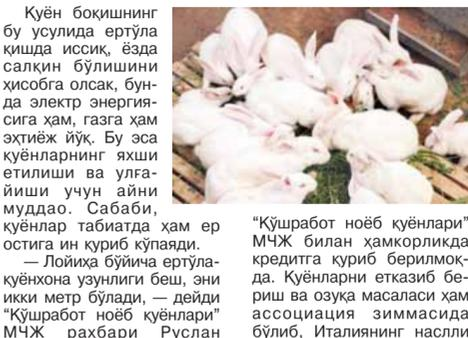 Қуён боқишнинг
бу усулида ертўла
қишда иссиқ, ёзда
салқин бўлишини
ҳисобга олсак, бун-
да электр энергия-
сига ҳам, газга ҳам
эҳтиёж йўқ. Бу эса
қуёнларнинг яхши
етилиши ва улға-
йиши учун айни
муддао. Сабаби,
қуёнлар табиатда ҳам ер
остига ин қуриб кўпаяди.
— Лойиҳа бўйича ертўла-
қуёнхона узунлиги беш, эни
икки метр бўлади, — дейди
“Қўшработ ноёб қуёнлари”
МЧЖ раҳбари Руслан
“Қўшработ ноёб қуёнлари”
МЧЖ билан ҳамкорликда
кредитга қуриб берилмоқ-
да. Қуёнларни етказиб бе-
риш ва озуқа масаласи ҳам
ассоциация зиммасида
бўлиб, Италиянинг наслли